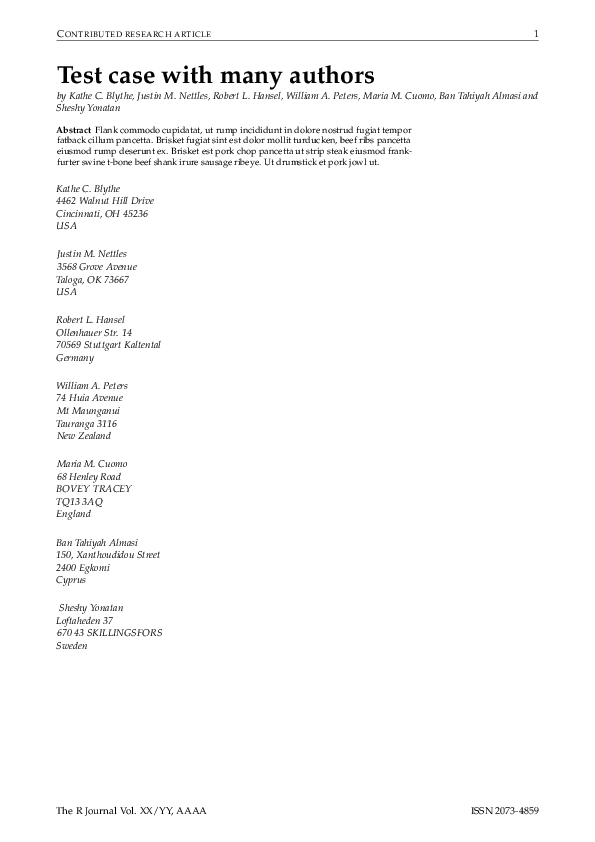 CONTRIBUTED RESEARCH ARTICLE 1
Test case with many authors
by Kathe C. Blythe, Justin M. Nettles, Robert L. Hansel, William A. Peters, Maria M. Cuomo, Ban Tahiyah Almasi and
Sheshy Yonatan
Abstract Flank commodo cupidatat, ut rump incididunt in dolore nostrud fugiat tempor
fatback cillum pancetta. Brisket fugiat sint est dolor mollit turducken, beef ribs pancetta
eiusmod rump deserunt ex. Brisket est pork chop pancetta ut strip steak eiusmod frank-
furter swine t-bone beef shank irure sausage ribeye. Ut drumstick et pork jowl ut.
Kathe C. Blythe
4462 Walnut Hill Drive
Cincinnati, OH 45236
USA
Justin M. Nettles
3568 Grove Avenue
Taloga, OK 73667
USA
Robert L. Hansel
Ollenhauer Str. 14
70569 Stuttgart Kaltental
Germany
William A. Peters
74 Huia Avenue
Mt Maunganui
Tauranga 3116
New Zealand
Maria M. Cuomo
68 Henley Road
BOVEY TRACEY
TQ13 3AQ
England
Ban Tahiyah Almasi
150, Xanthoudidou Street
2400 Egkomi
Cyprus
Sheshy Yonatan
Loftaheden 37
670 43 SKILLINGSFORS
Sweden
The R Journal Vol. XX/YY, AAAA ISSN 2073-4859